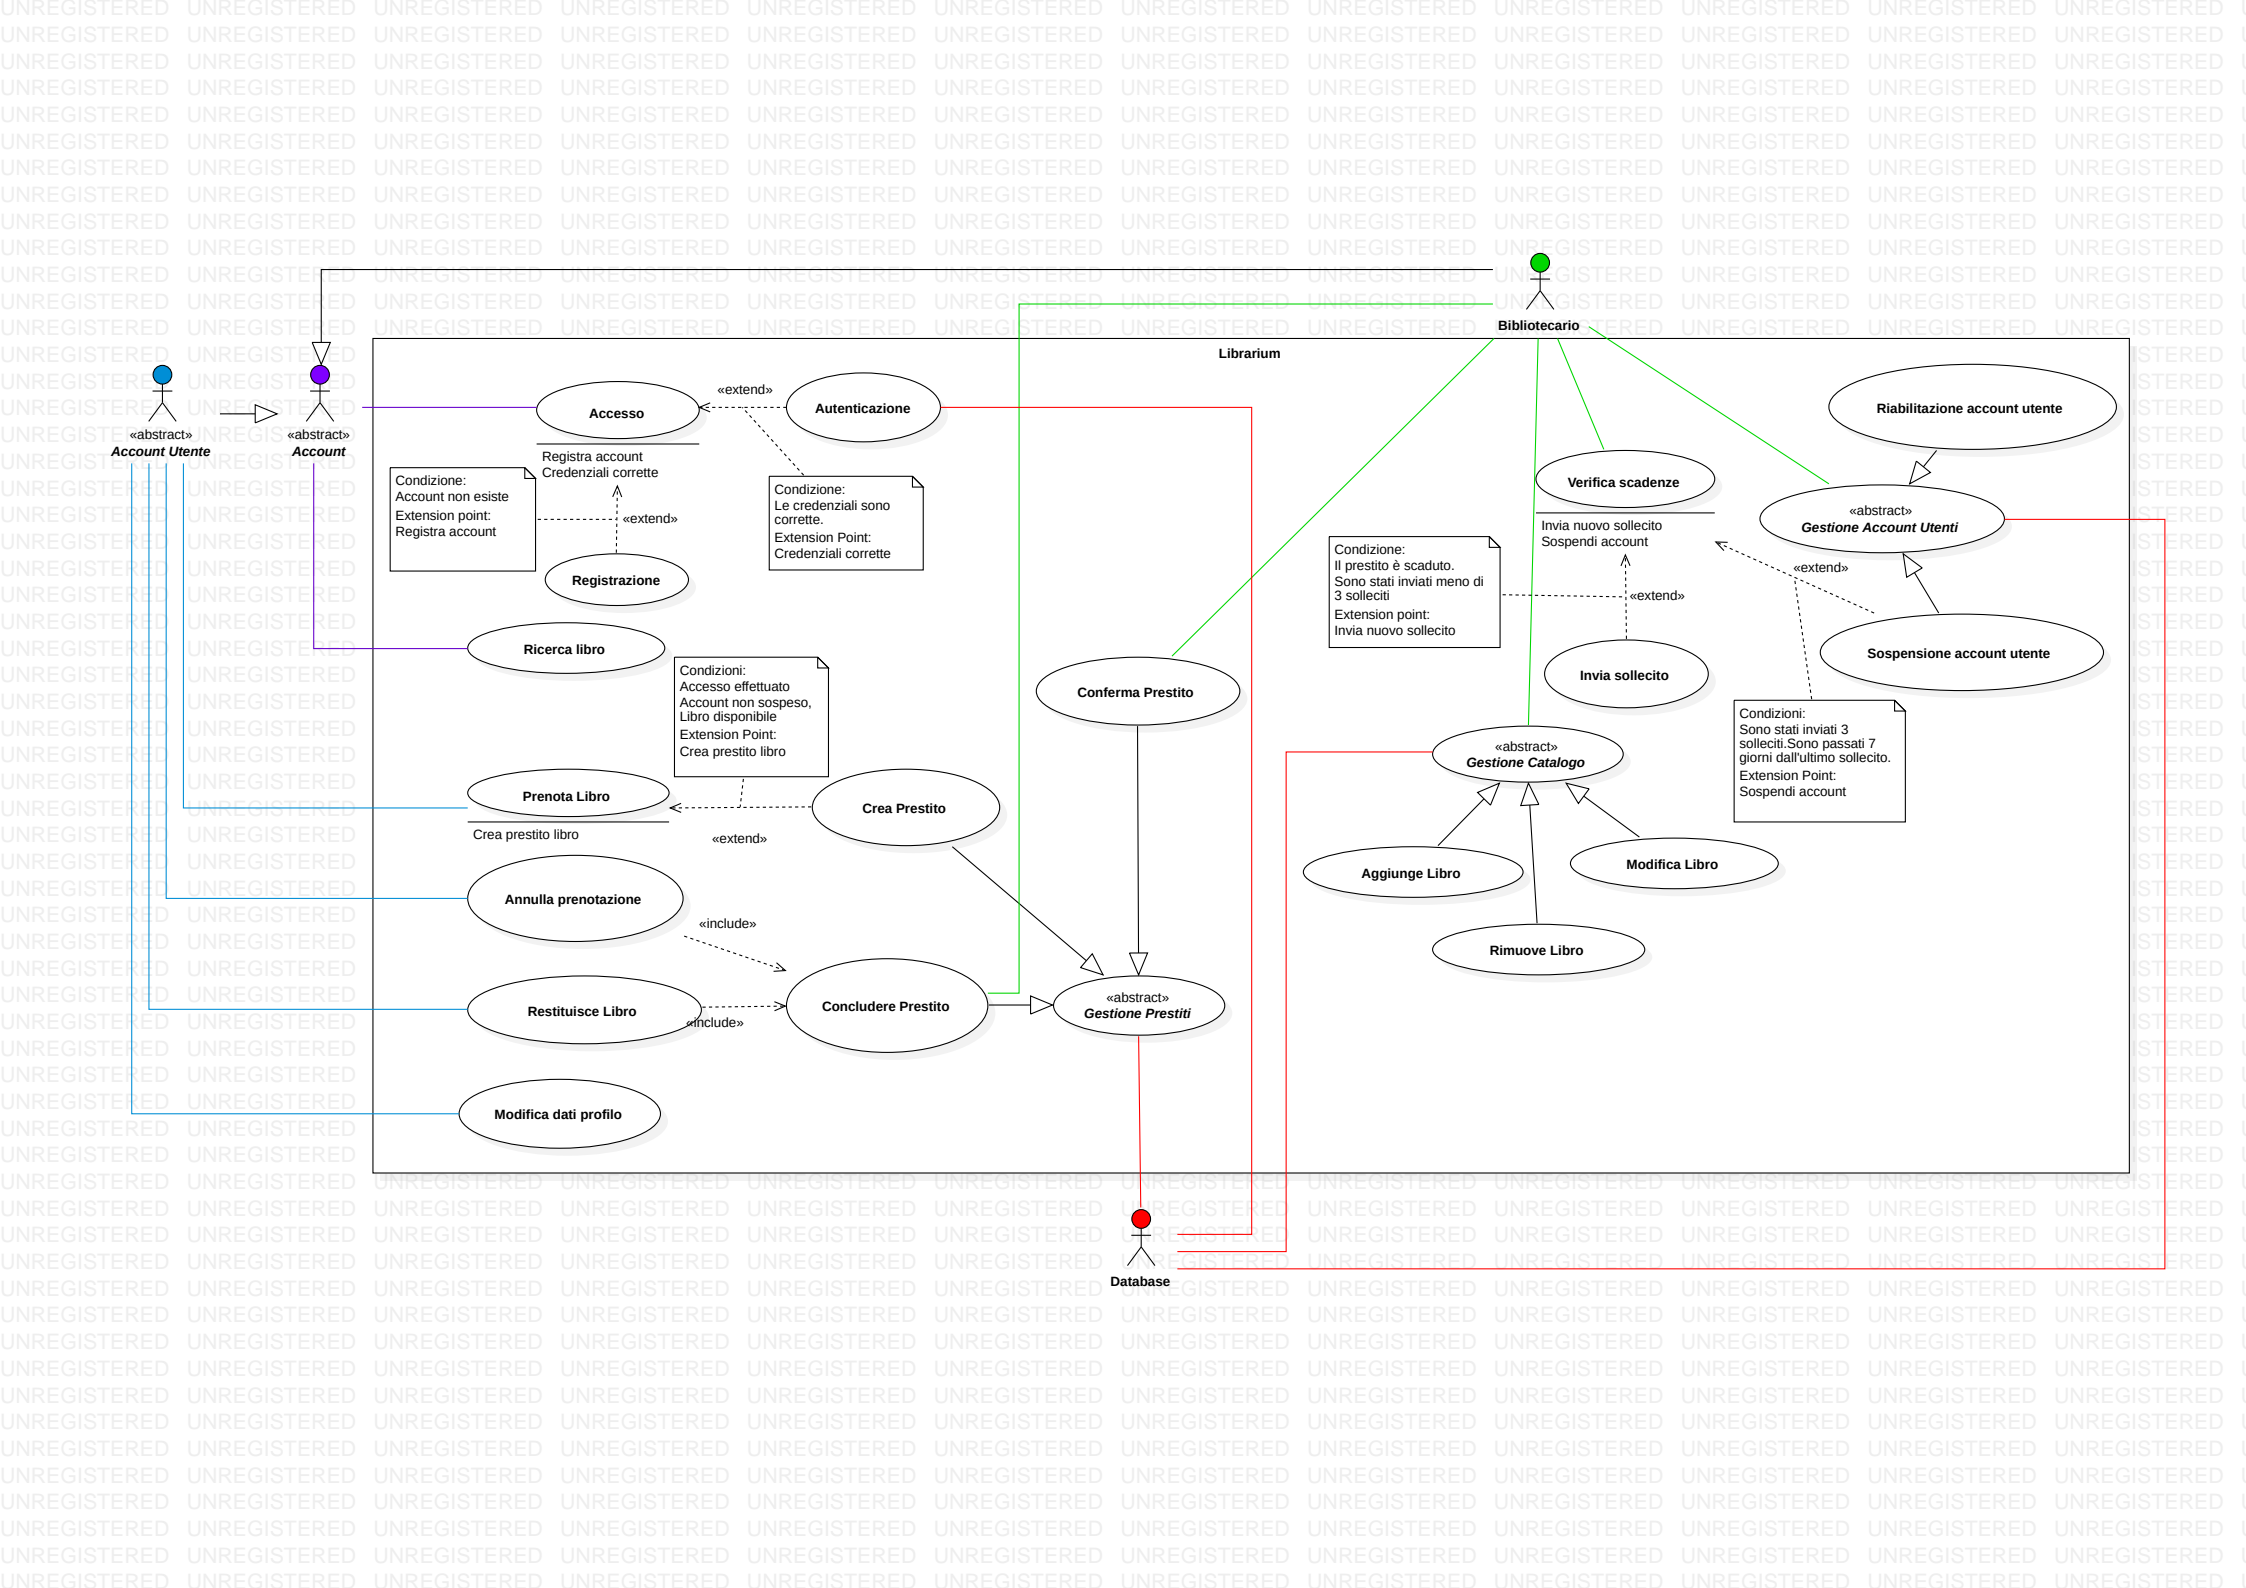 Bibliotecario
Librarium
«abstract»
Account Utente
«abstract»
Account
Accesso
Registra account
Credenziali corrette
«extend»
Autenticazione
Condizione:
Account non esiste
Extension point:
Registra account
«extend»
Registrazione
Condizione:
Le credenziali sono
corrette.
Extension Point:
Credenziali corrette
Riabilitazione account utente
Verifica scadenze
Invia nuovo sollecito
Sospendi account
«abstract»
Gestione Account Utenti
Condizione:
Il prestito è scaduto.
Sono stati inviati meno di
3 solleciti
Extension point:
Invia nuovo sollecito
«extend»
«extend»
Invia sollecito
Sospensione account utente
Condizioni:
Sono stati inviati 3
solleciti.Sono passati 7
giorni dall'ultimo sollecito.
Extension Point:
Sospendi account
Ricerca libro
Condizioni:
Accesso effettuato
Account non sospeso,
Libro disponibile
Extension Point:
Crea prestito libro
Conferma Prestito
«abstract»
Gestione Catalogo
Prenota Libro
Crea prestito libro
«extend»
Crea Prestito
Aggiunge Libro
Modifica Libro
Rimuove Libro
Annulla prenotazione
«include»
Restituisce Libro
«include»
Concludere Prestito
«abstract»
Gestione Prestiti
Modifica dati profilo
Database